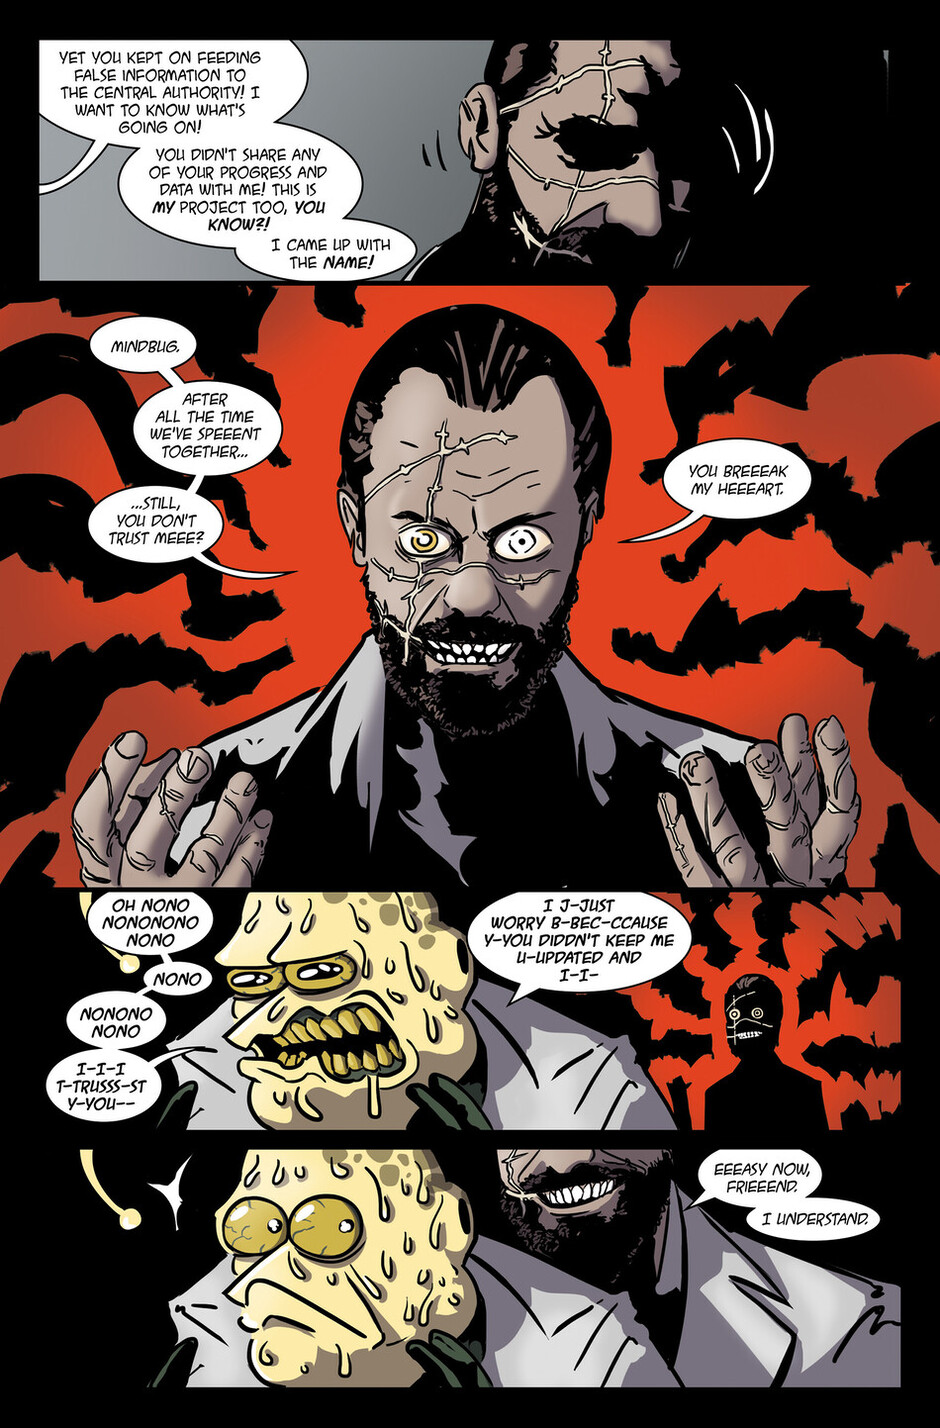 YET YOU KEPT ON FEEDING
FALSE INFORMATION TO
THE CENTRAL AUTHORITY! I
WANT TO KNOW WHAT'S
GOING ON!
YOU DIDN'T SHARE ANY
OF YOUR PROGRESS AND
DATA WITH ME! THIS IS
MY PROJECT TOO, YOU
KNOW?!
I CAME UP WITH
THE NAME!
MINDBUG.
AFTER
ALL THE TIME
WE'VE SPEEENT
TOGETHER...
...STILL,
YOU DON'T
TRUST MEEE?
YOU BREEEAK
MY HEEEART.
OH NONO
NONONONO
NONO
NONO
NONONO
NONO
I-I-I
T-TRUSSS-ST
Y-YOU--
I J-JUST
WORRY B-BEC-CCAUSE
Y-YOU DIDDN'T KEEP ME
U-UPDATED AND
I-I-
EEEASY NOW,
FRIEEEND.
I UNDERSTAND.